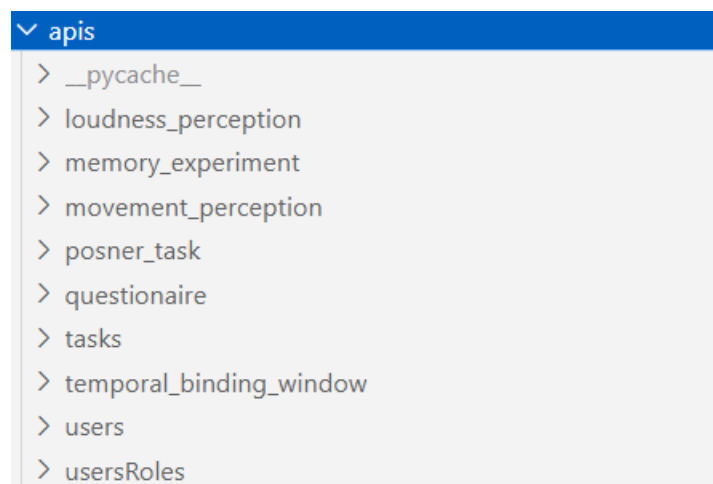 apis
__pycache__
loudness_perception
memory_experiment
movement_perception
posner_task
questionaire
tasks
temporal_binding_window
users
usersRoles